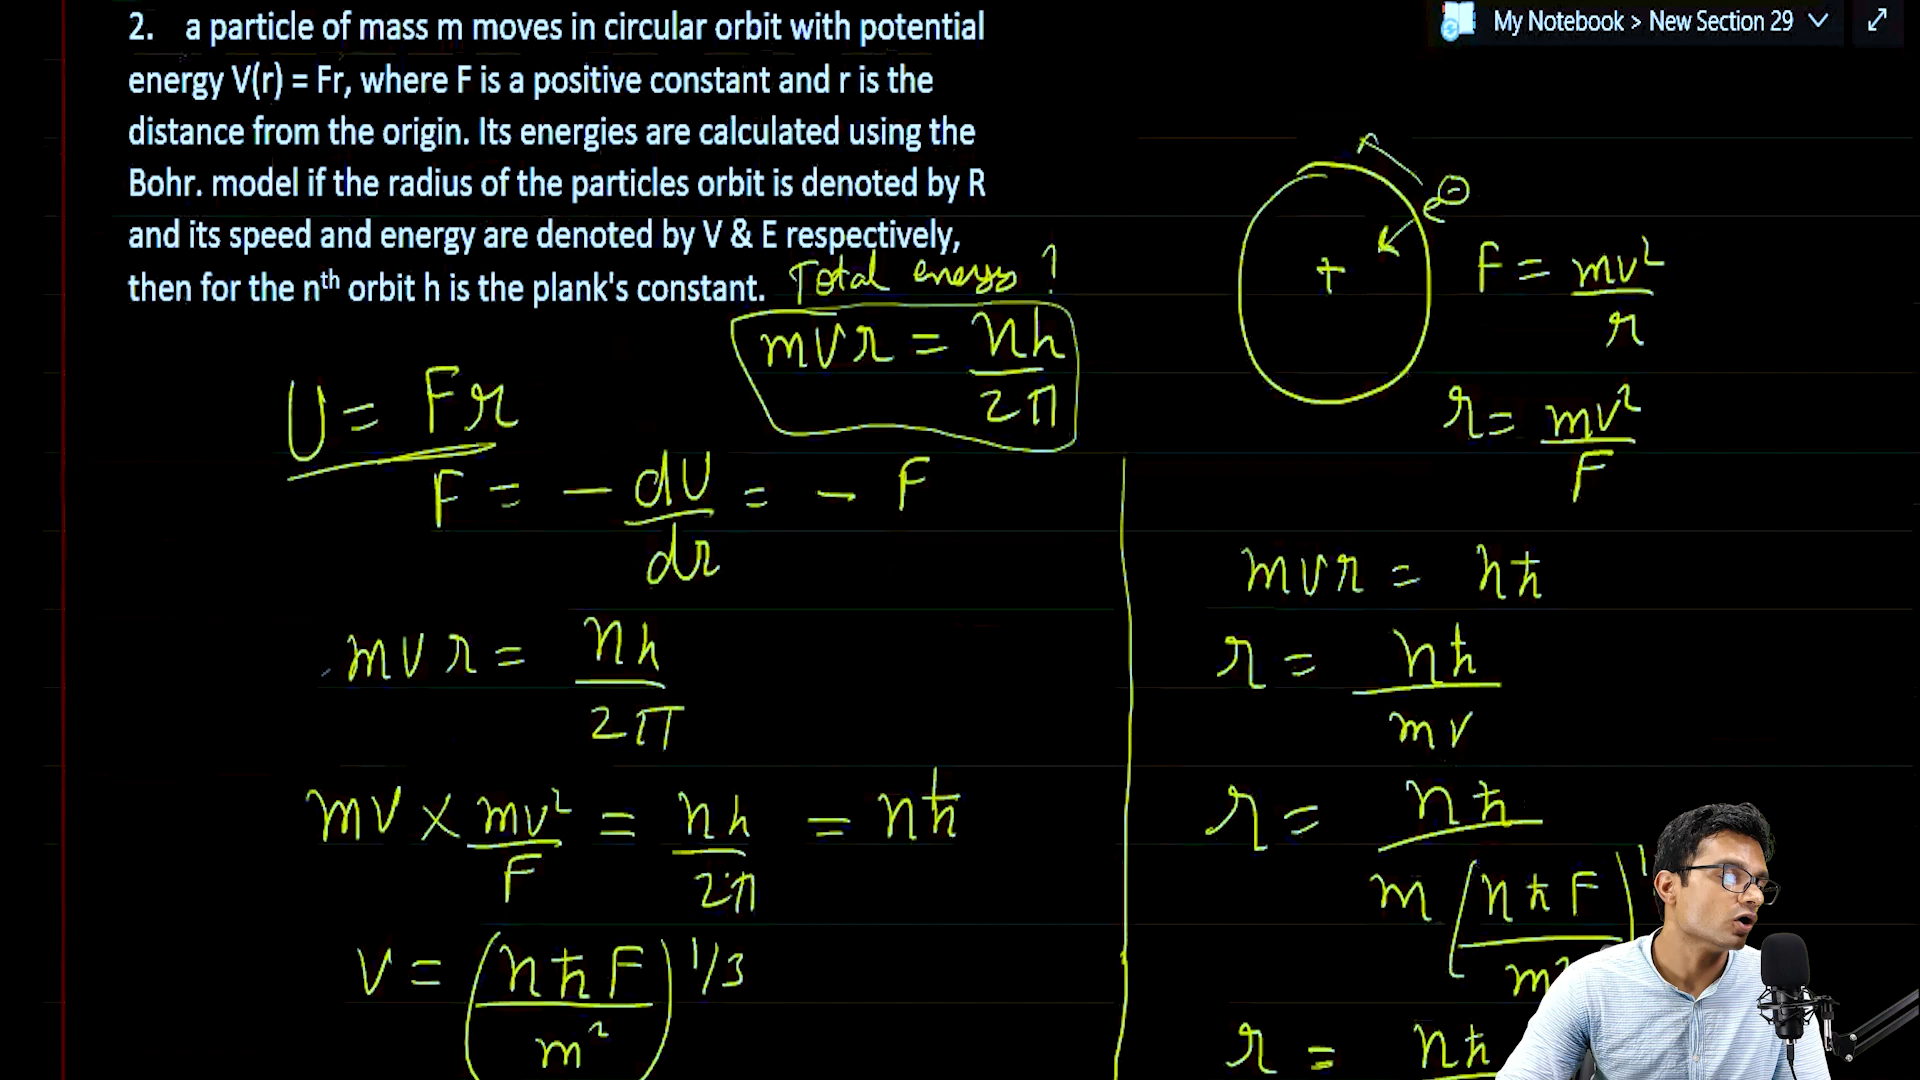 2. a particle of mass m moves in circular orbit with potential
energy V(r) = Fr, where F is a positive constant and r is the
distance from the origin. Its energies are calculated using the
Bohr. model if the radius of the particles orbit is denoted by R
and its speed and energy are denoted by V & E respectively,
then for the nth orbit h is the plank's constant. Total energy ?
mvr = nh/2π
U = Fr
F = - dU/dr = - F
mvr = nh/2π
mv × mv²/F = nh/2π = nħ
v = (nħF/m²)^1/3
My Notebook > New Section 29
e⊖
+
F = mv²/r
r = mv²/F
mvr = nħ
r = nħ/mv
r = nħ/m(nħF/m
r = nħ